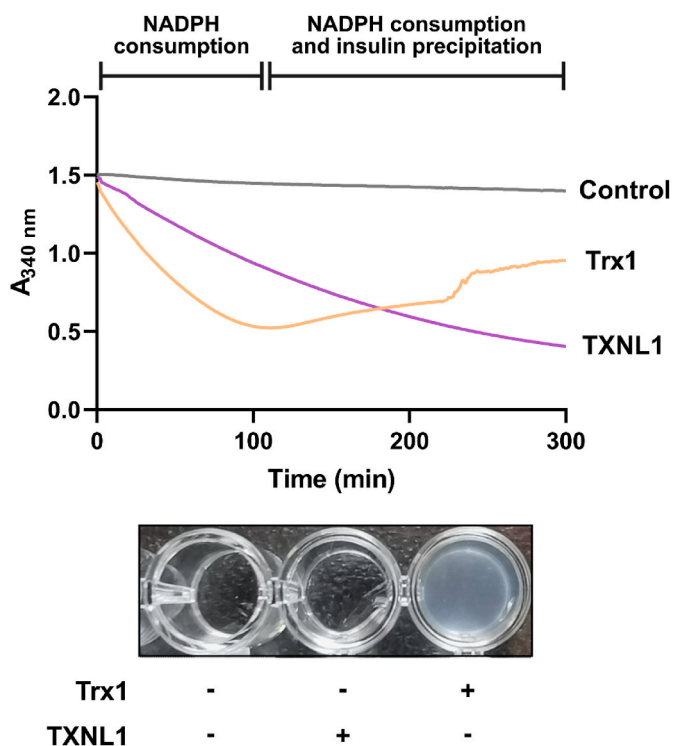 NADPH
consumption
NADPH consumption
and insulin precipitation
2.0
1.5
1.0
0.5
0.0
A340 nm
0
100
200
300
Time (min)
Control
Trx1
TXNL1
Trx1 - - +
TXNL1 - + -